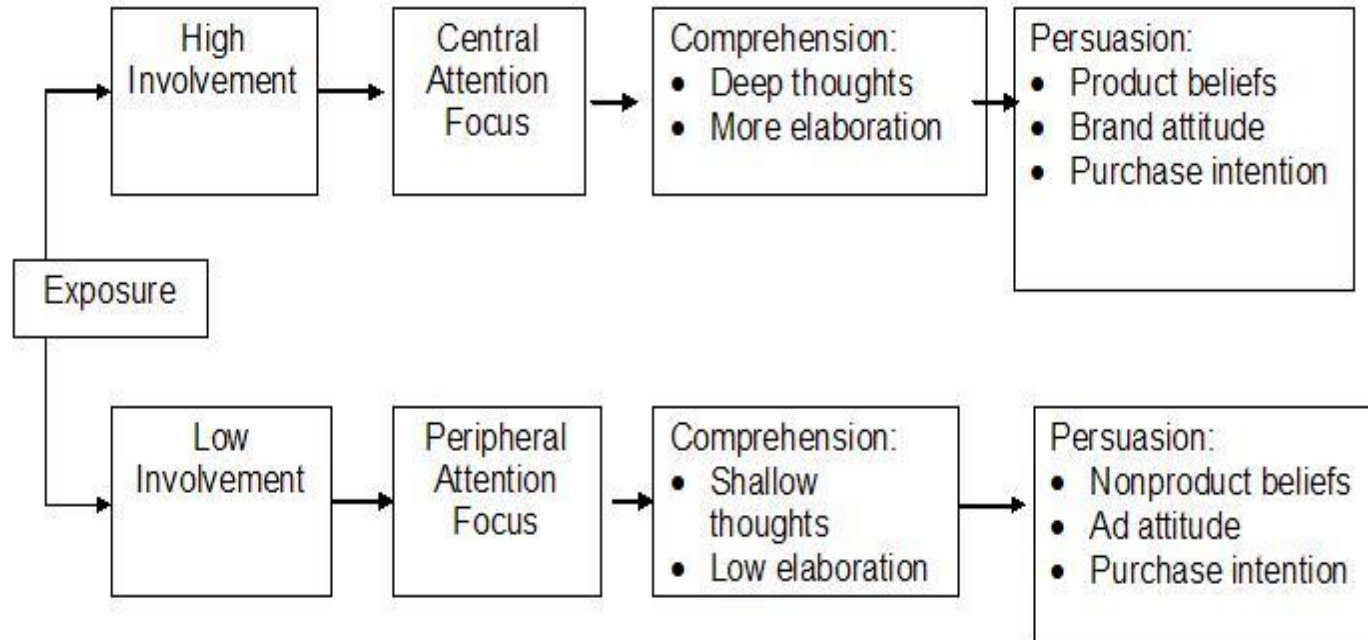 High
Involvement
Central
Attention
Focus
Comprehension:
• Deep thoughts
• More elaboration
Persuasion:
• Product beliefs
• Brand attitude
• Purchase intention
Exposure
Low
Involvement
Peripheral
Attention
Focus
Comprehension:
• Shallow
thoughts
• Low elaboration
Persuasion:
• Nonproduct beliefs
• Ad attitude
• Purchase intention